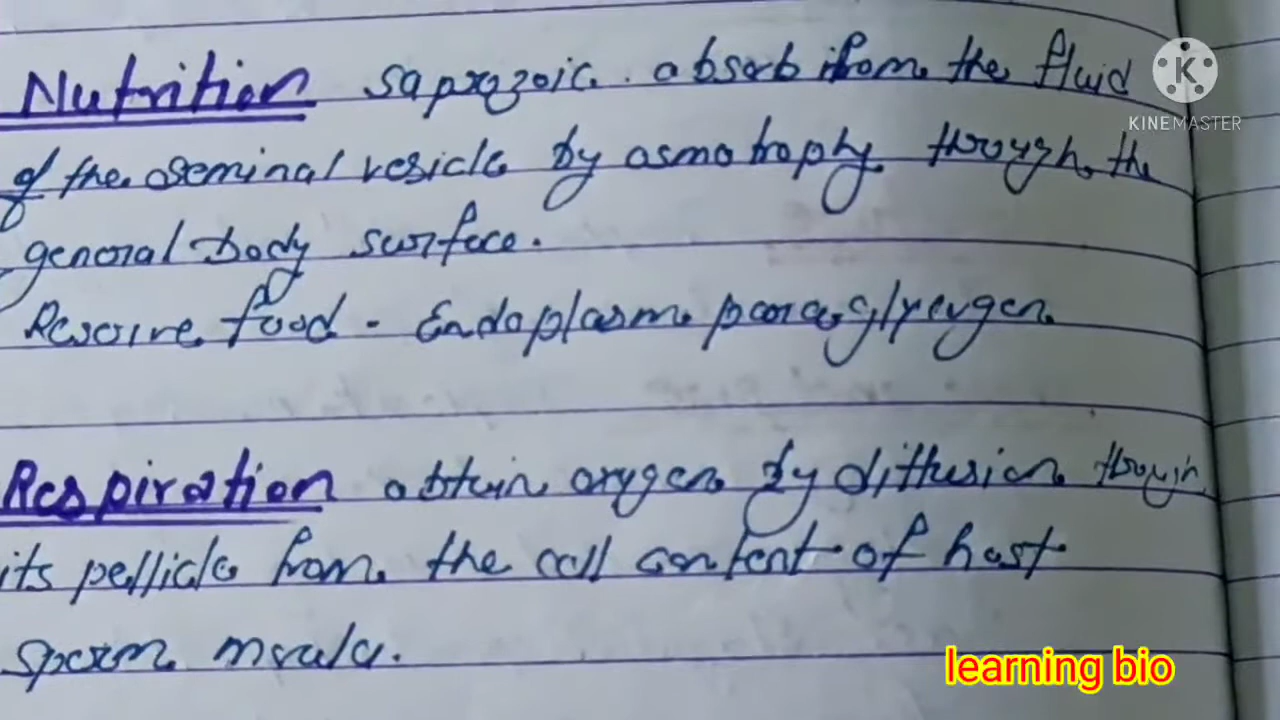 Nutrition saprozoic. absorb from the fluid
of the seminal vesicle by osmotrophy through the
general body surface.
Reserve food - Endoplasm paraglycogen
Respiration obtain oxygen by diffusion through
its pellicle from the cell content of host
sperm morula.
K
KINEMASTER
learning bio